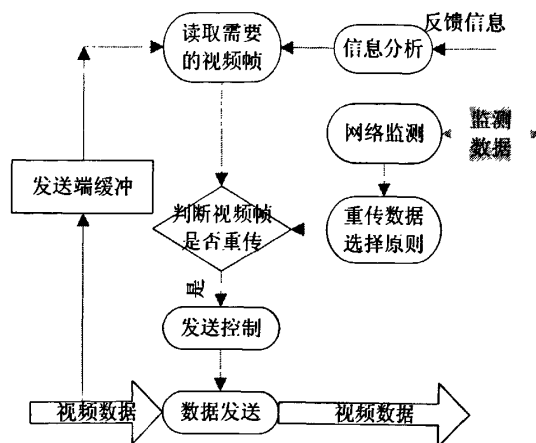 读取需要
的视频帧
信息分析
反馈信息
网络监测
监测
数据
发送端缓冲
判断视频帧
是否重传
重传数据
选择原则
是
发送控制
视频数据
数据发送
视频数据